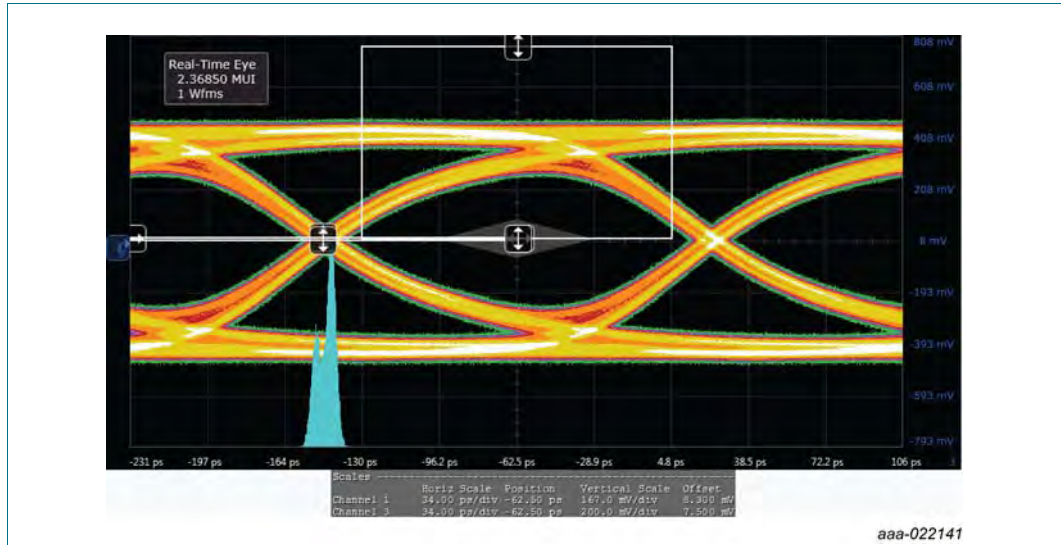 808 mV
Real-Time Eye
2.36850 MUI
1 Wfms
608 mV
408 mV
208 mV
8 mV
-193 mV
-393 mV
-593 mV
-793 mV
-231 ps -197 ps -164 ps -130 ps -96.2 ps -62.5 ps -28.9 ps 4.8 ps 38.5 ps 72.2 ps 106 ps
Scales
Horiz Scale Position Vertical Scale Offset
Channel 1 34.00 ps/div -62.50 ps 167.0 mV/div 8.300 mV
Channel 3 34.00 ps/div -62.50 ps 200.0 mV/div 7.500 mV
aaa-022141